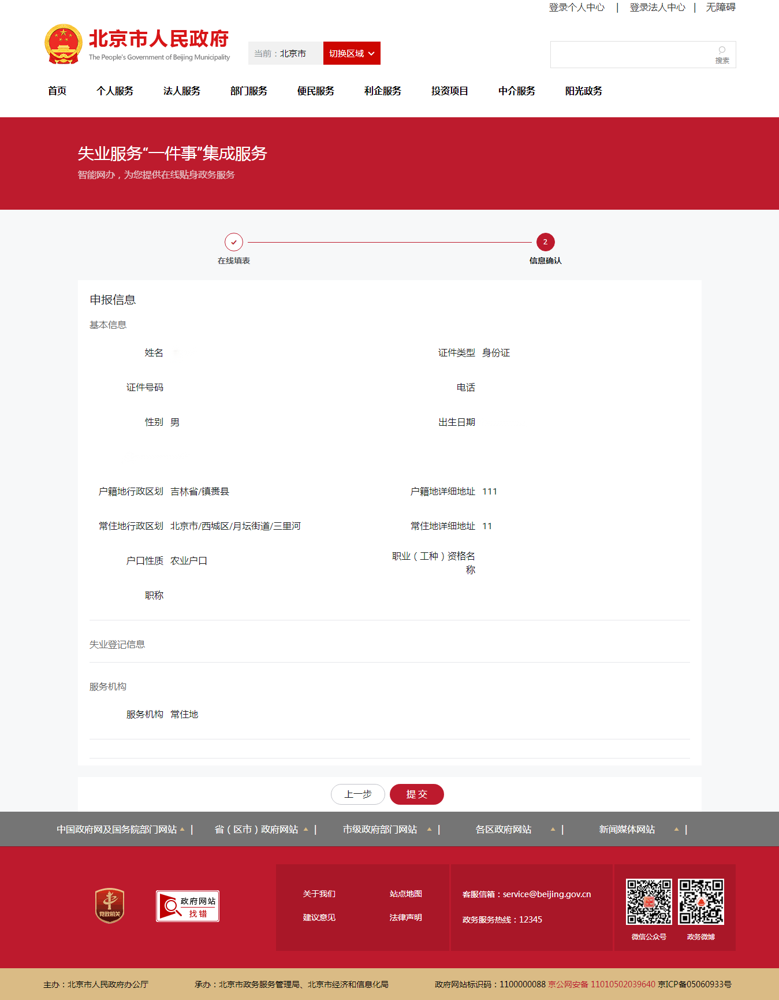 登录个人中心 | 登录法人中心 | 无障碍
北京市人民政府
The People's Government of Beijing Municipality
当前：北京市 切换区域
搜索
首页 个人服务 法人服务 部门服务 便民服务 利企服务 投资项目 中介服务 阳光政务
失业服务“一件事”集成服务
智能网办，为您提供在线贴身政务服务
2
在线填表 信息确认
申报信息
基本信息
姓名 证件类型 身份证
证件号码 电话
性别 男 出生日期
户籍地行政区划 吉林省/镇赉县 户籍地详细地址 111
常住地行政区划 北京市/西城区/月坛街道/三里河 常住地详细地址 11
户口性质 农业户口 职业（工种）资格名
称
职称
失业登记信息
服务机构
服务机构 常住地
上一步 提交
中国政府网及国务院部门网站 | 省（区市）政府网站 | 市级政府部门网站 | 各区政府网站 | 新闻媒体网站 |
党政机关
政府网站
找错
关于我们 站点地图
建议意见 法律声明
客服信箱：service@beijing.gov.cn
政务服务热线：12345
微信公众号 政务微博
主办：北京市人民政府办公厅 承办：北京市政务服务管理局、北京市经济和信息化局 政府网站标识码：1100000088 京公网安备 11010502039640 京ICP备05060933号